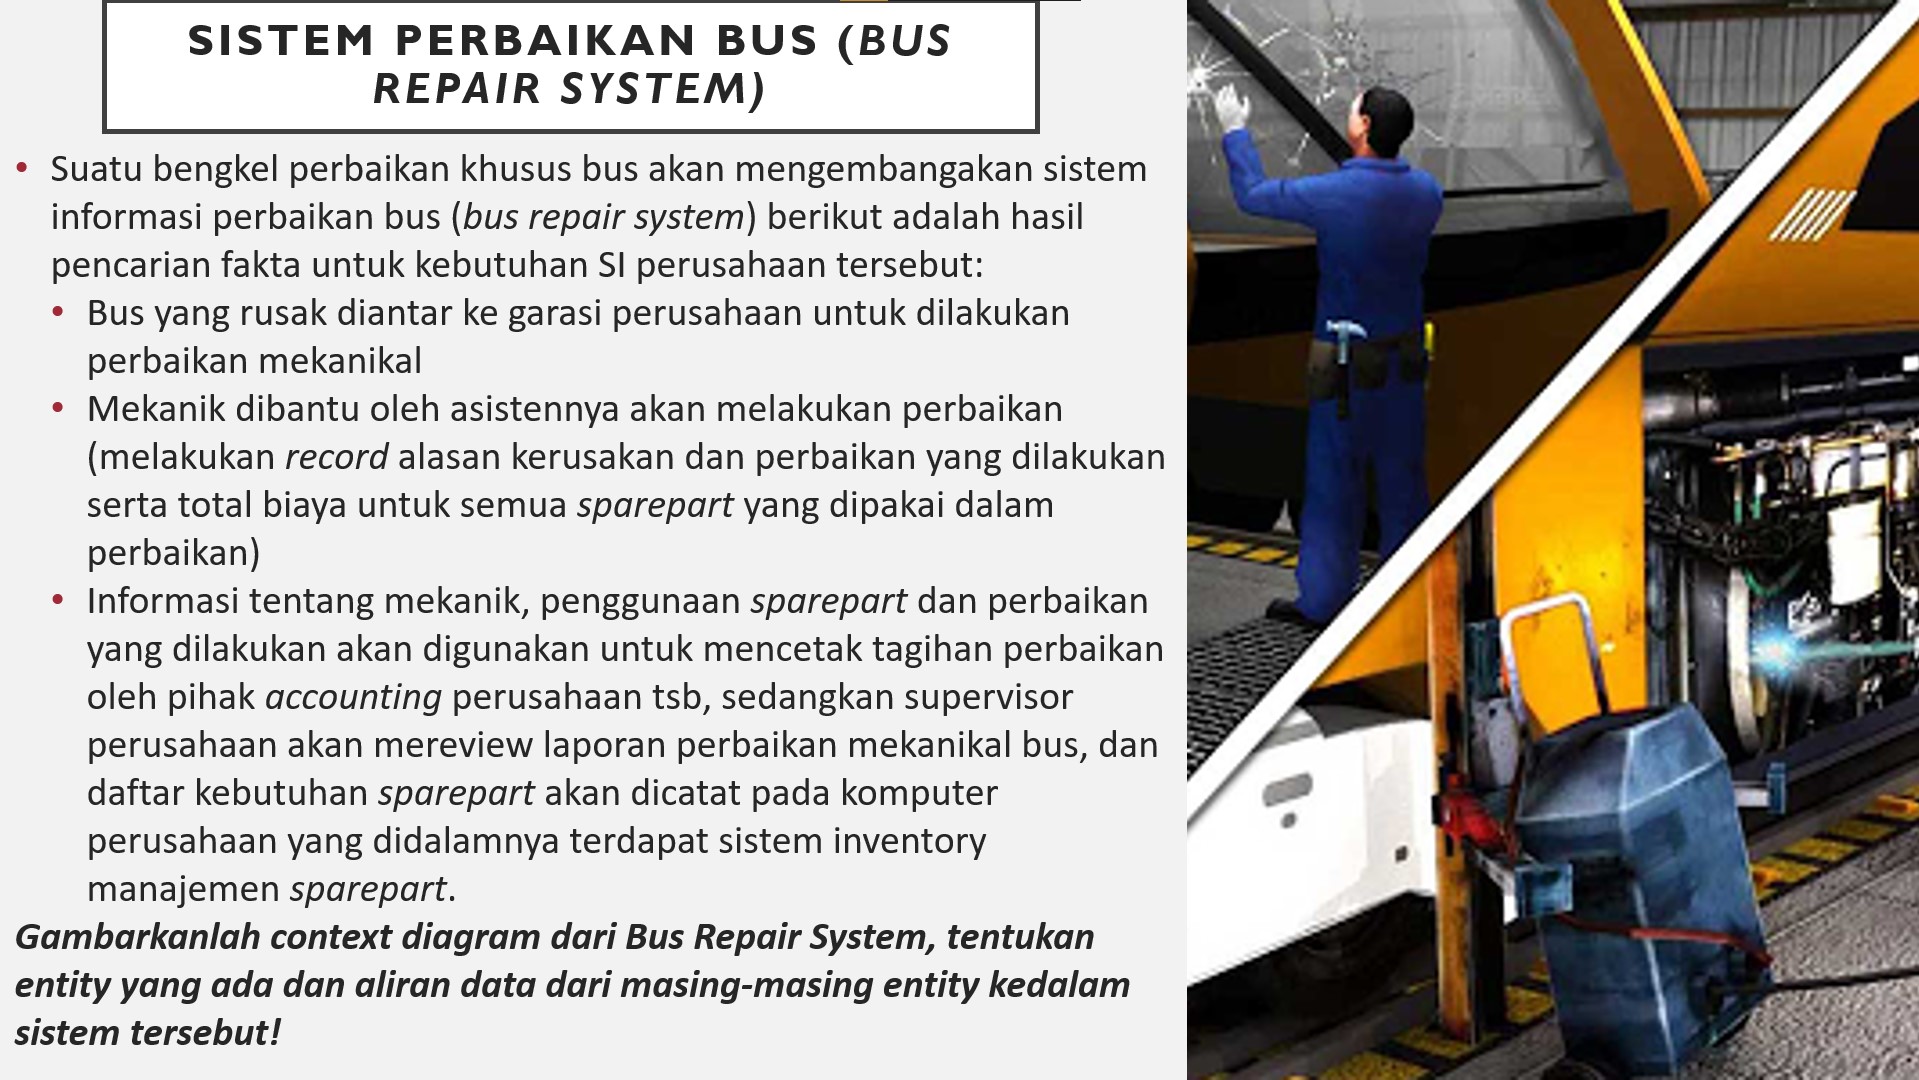 SISTEM PERBAIKAN BUS (BUS
REPAIR SYSTEM)
• Suatu bengkel perbaikan khusus bus akan mengembangakan sistem
informasi perbaikan bus (bus repair system) berikut adalah hasil
pencarian fakta untuk kebutuhan SI perusahaan tersebut:
• Bus yang rusak diantar ke garasi perusahaan untuk dilakukan
perbaikan mekanikal
• Mekanik dibantu oleh asistennya akan melakukan perbaikan
(melakukan record alasan kerusakan dan perbaikan yang dilakukan
serta total biaya untuk semua sparepart yang dipakai dalam
perbaikan)
• Informasi tentang mekanik, penggunaan sparepart dan perbaikan
yang dilakukan akan digunakan untuk mencetak tagihan perbaikan
oleh pihak accounting perusahaan tsb, sedangkan supervisor
perusahaan akan mereview laporan perbaikan mekanikal bus, dan
daftar kebutuhan sparepart akan dicatat pada komputer
perusahaan yang didalamnya terdapat sistem inventory
manajemen sparepart.
Gambarkanlah context diagram dari Bus Repair System, tentukan
entity yang ada dan aliran data dari masing-masing entity kedalam
sistem tersebut!